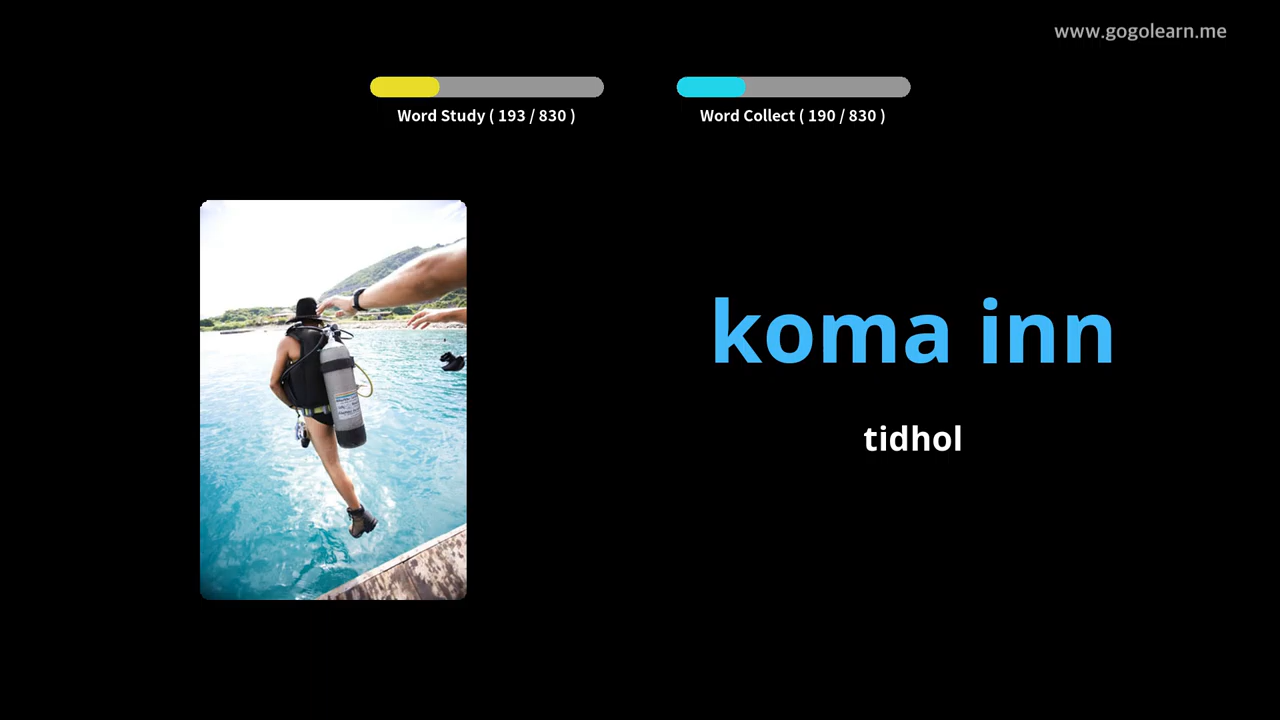 www.gogolearn.me
Word Study ( 193 / 830 )
Word Collect ( 190 / 830 )
koma inn
tidhol